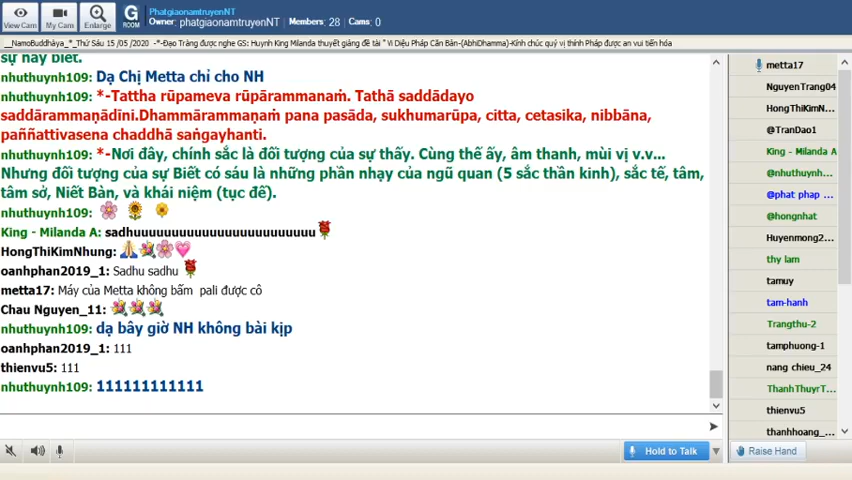 PhatgiaonamtruyenNT
Owner: phatgiaonamtruyenNT Members: 28 Cams: 0
View Cam My Cam Enlarge G ROOM
__NamoBuddhàya_*_Thứ Sáu 15 /05 /2020 -*-Đạo Tràng được nghe GS: Huynh King Milanda thuyết giảng đề tài " Vi Diệu Pháp Căn Bản-(AbhiDhamma)-Kính chúc quý vị thính Pháp được an vui tiến hóa
sự hay biết.
nhuthuynh109: Dạ Chị Metta chỉ cho NH
*-Tattha rūpameva rūpārammanaṁ. Tathā saddādayo
saddārammaṇādīni.Dhammārammaṇaṁ pana pasāda, sukhumarūpa, citta, cetasika, nibbāna,
paññattivasena chaddhā saṅgayhanti.
nhuthuynh109: *-Nơi đây, chính sắc là đối tượng của sự thấy. Cùng thế ấy, âm thanh, mùi vị v.v...
Nhưng đối tượng của sự Biết có sáu là những phần nhạy của ngũ quan (5 sắc thần kinh), sắc tế, tâm,
tâm sở, Niết Bàn, và khái niệm (tục đế).
nhuthuynh109:
King - Milanda A: sadhuuuuuuuuuuuuuuuuuuuuuuuu
HongThiKimNhung:
oanhphan2019_1: Sadhu sadhu
metta17: Máy của Metta không bấm pali được cô
Chau Nguyen_11:
nhuthuynh109: dạ bây giờ NH không bài kịp
oanhphan2019_1: 111
thienvu5: 111
nhuthuynh109: 111111111111
metta17
NguyenTrang04
HongThiKimN...
@TranDao1
King - Milanda A
@nhuthuynh...
@phat phap ...
@hongnhat
Huyenmong2...
thy lam
tamuy
tam-hanh
Trangthu-2
tamphuong-1
nang chieu_24
ThanhThuyrT...
thienvu5
thanhhoang_...
Hold to Talk
Raise Hand